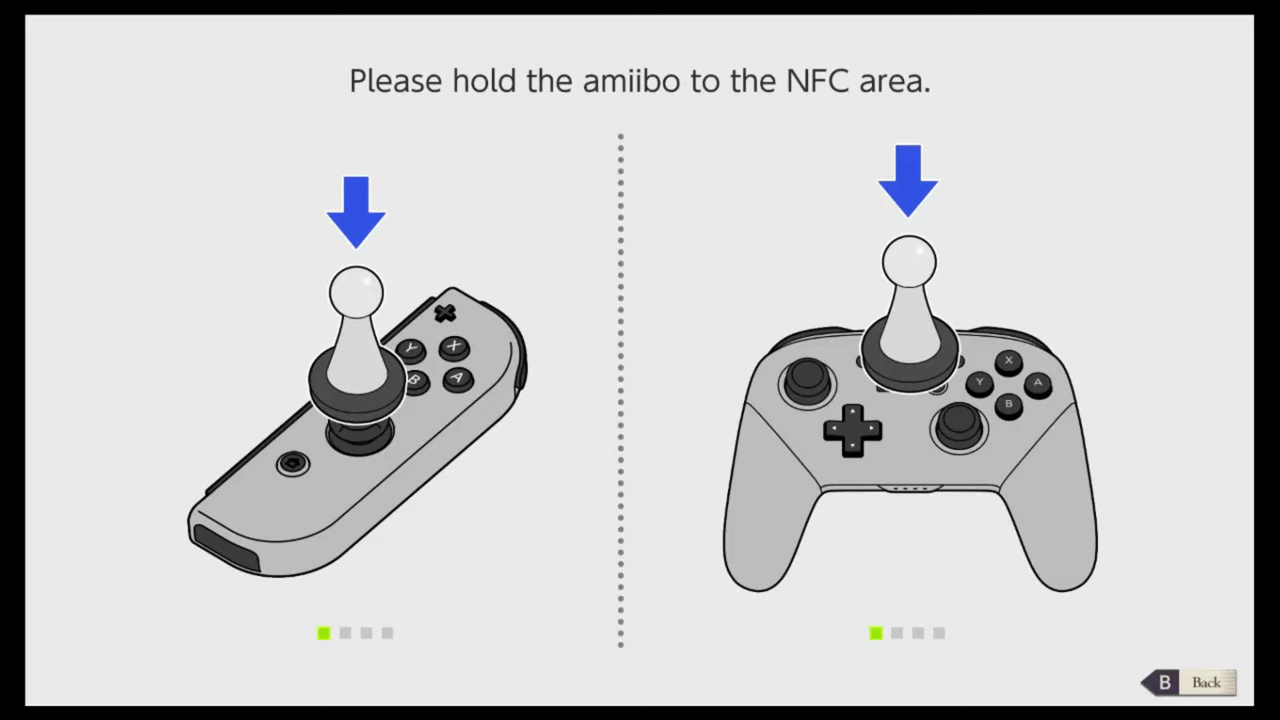 Please hold the amiibo to the NFC area.
Y X
B A
X
Y A
B
B Back